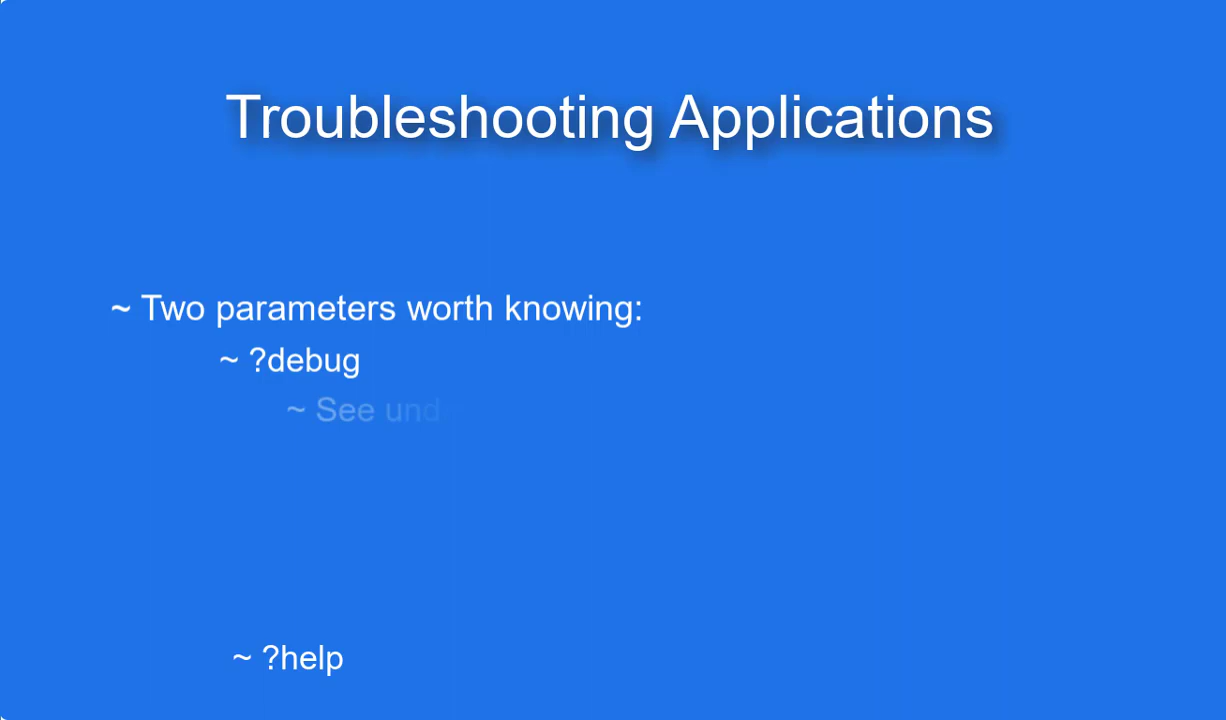 Troubleshooting Applications
~ Two parameters worth knowing:
~ ?debug
~ See
~ ?help